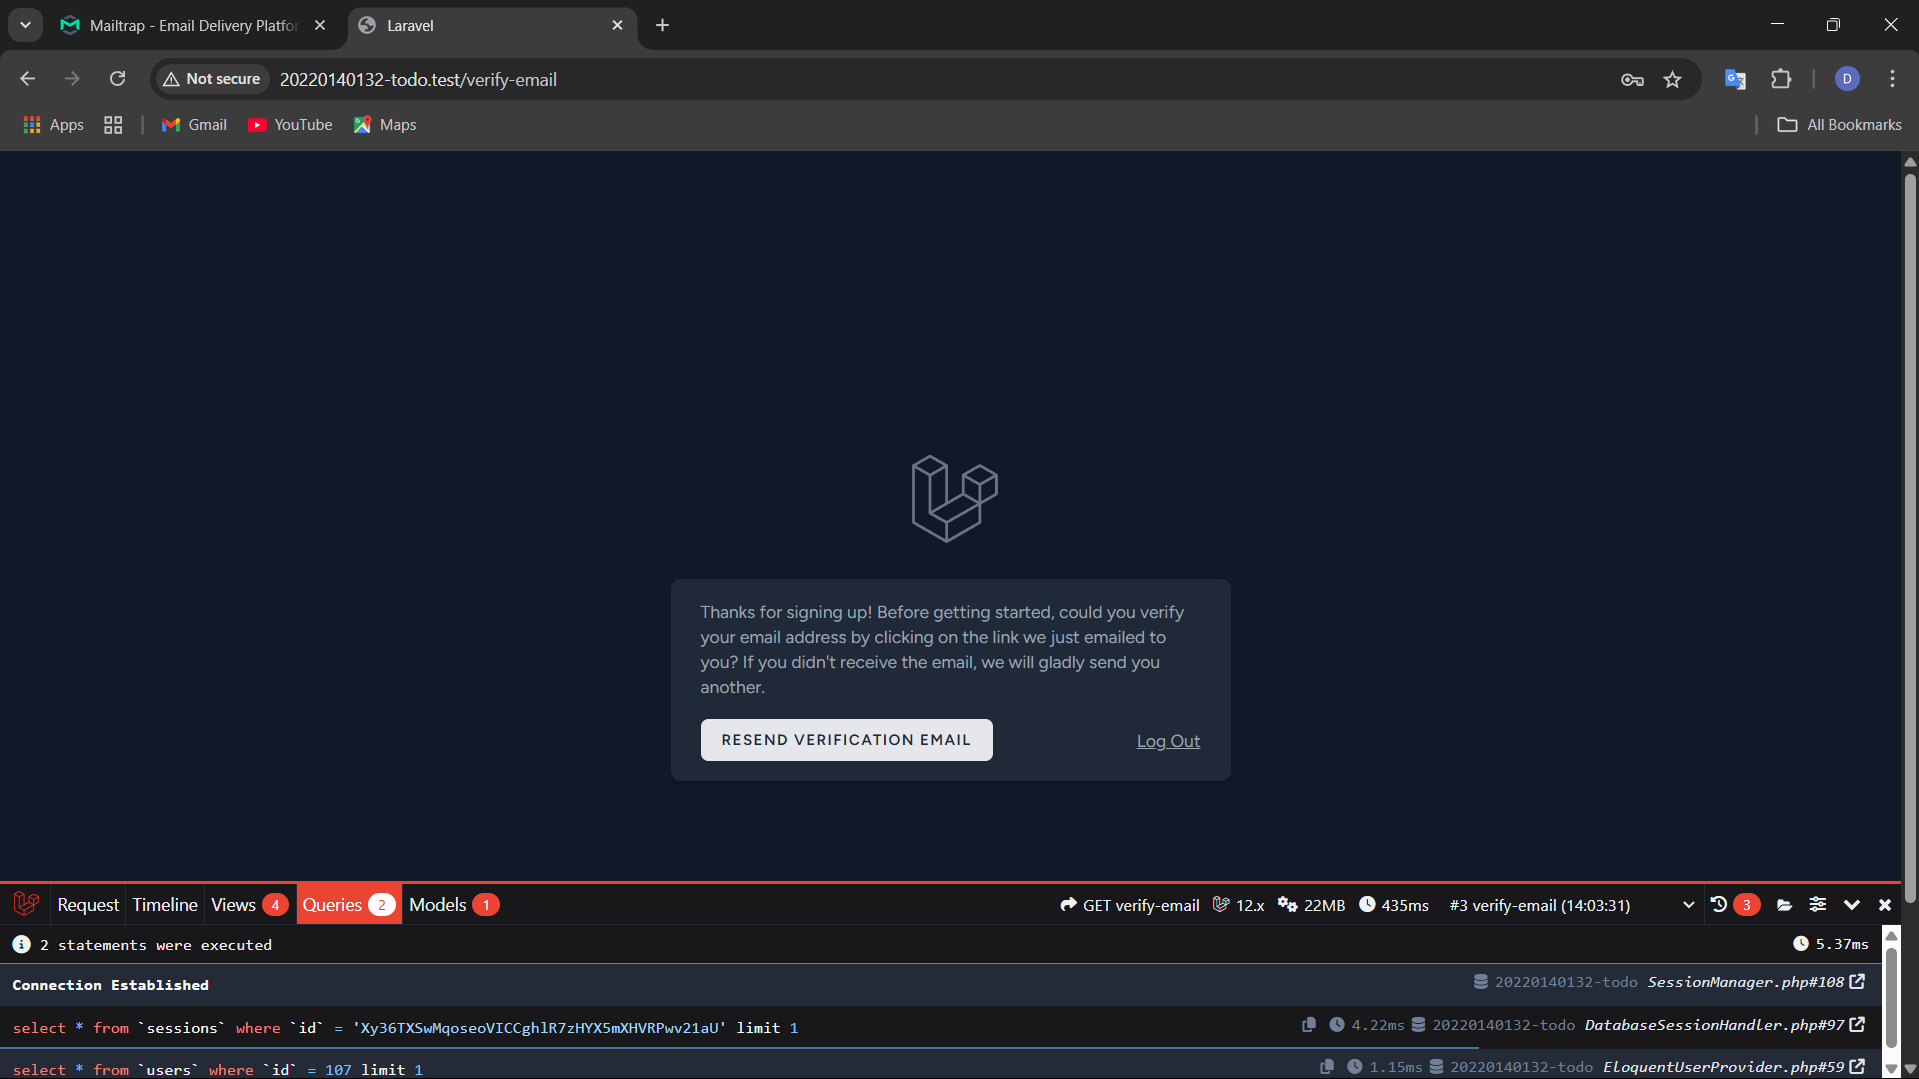 Mailtrap - Email Delivery Platfor
Laravel
Not secure
20220140132-todo.test/verify-email
D
Apps
Gmail
YouTube
Maps
All Bookmarks
Thanks for signing up! Before getting started, could you verify
your email address by clicking on the link we just emailed to
you? If you didn't receive the email, we will gladly send you
another.
RESEND VERIFICATION EMAIL
Log Out
Request Timeline Views 4 Queries 2 Models 1 GET verify-email 12.x 22MB 435ms #3 verify-email (14:03:31) 3
2 statements were executed 5.37ms
Connection Established 20220140132-todo SessionManager.php#108
select * from `sessions` where `id` = 'Xy36TXSwMqoseoVICCghlR7zHYX5mXHVRPwv21aU' limit 1 4.22ms 20220140132-todo DatabaseSessionHandler.php#97
select * from `users` where `id` = 107 limit 1 1.15ms 20220140132-todo EloquentUserProvider.php#59